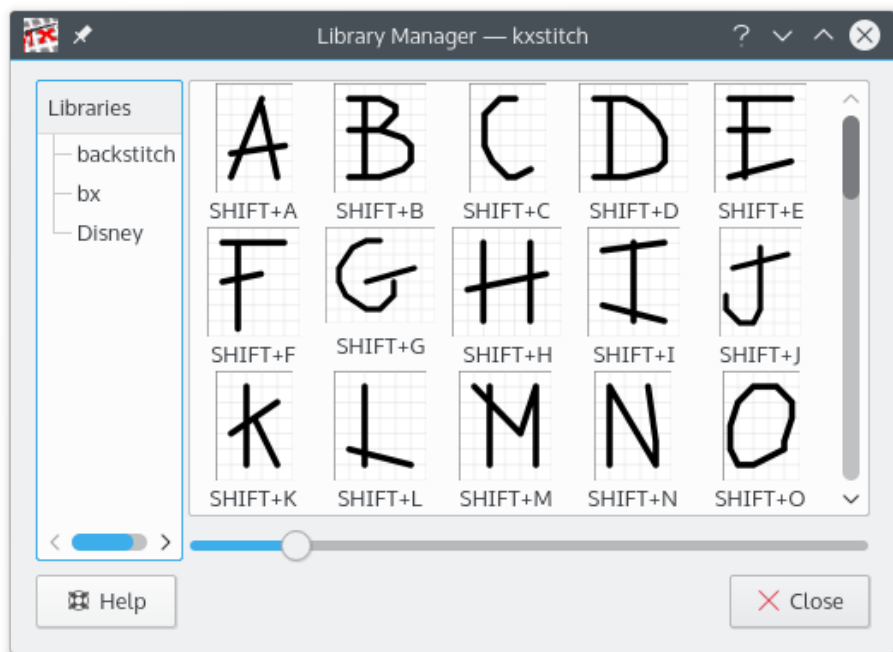 Library Manager — kxstitch ?
Libraries
backstitch
bx
Disney
A B C D E
SHIFT+A SHIFT+B SHIFT+C SHIFT+D SHIFT+E
F G H I J
SHIFT+F SHIFT+G SHIFT+H SHIFT+I SHIFT+J
K L M N O
SHIFT+K SHIFT+L SHIFT+M SHIFT+N SHIFT+O
Help
Close